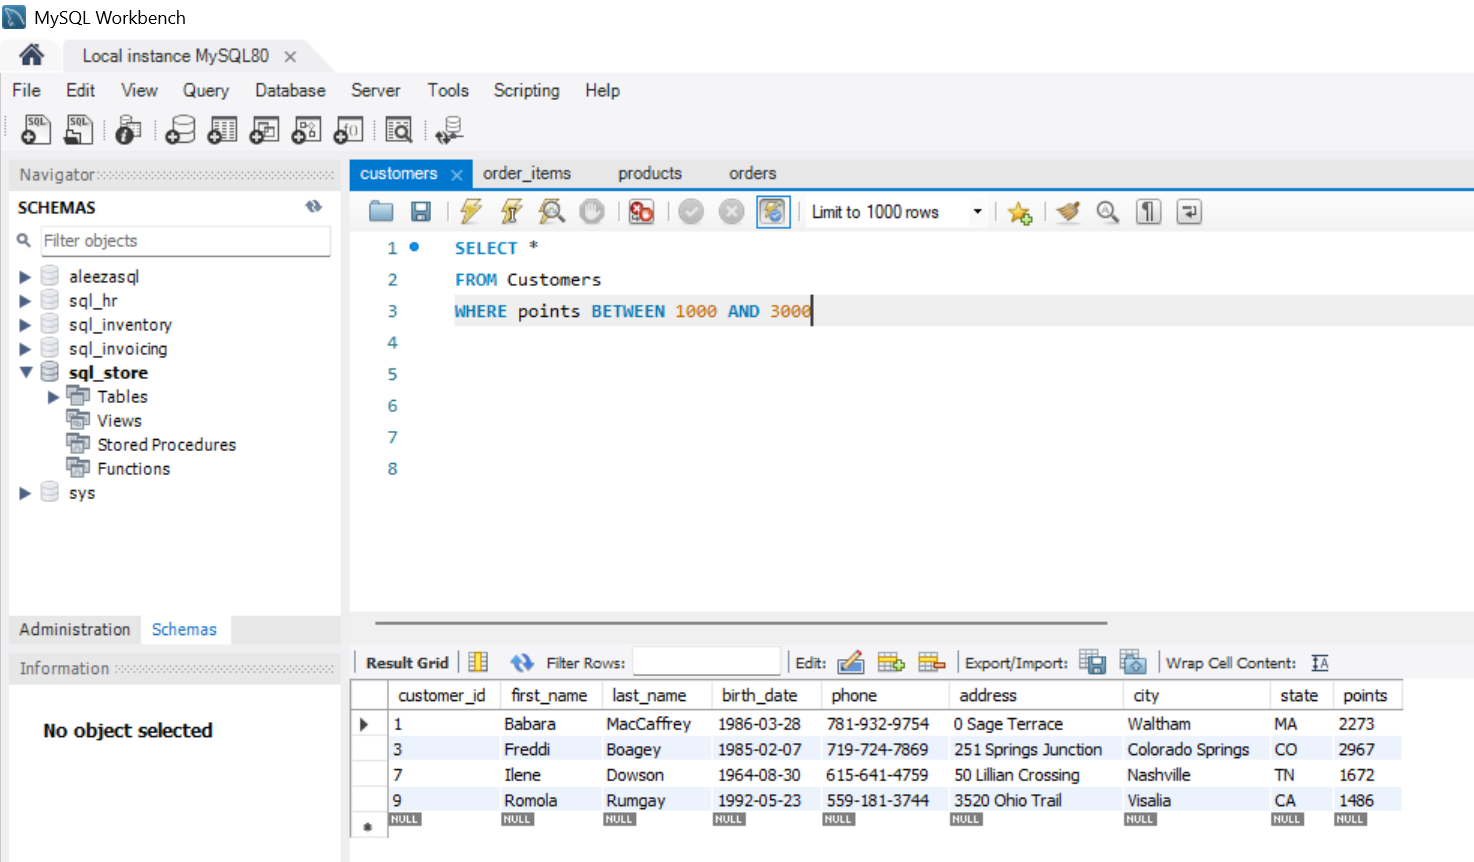 MySQL Workbench
Local instance MySQL80
File Edit View Query Database Server Tools Scripting Help
SQL SQL
Navigator
SCHEMAS
Filter objects
aleezasql
sql_hr
sql_inventory
sql_invoicing
sql_store
Tables
Views
Stored Procedures
Functions
sys
Administration Schemas
Information
No object selected
customers order_items products orders
Limit to 1000 rows
1 SELECT *
2 FROM Customers
3 WHERE points BETWEEN 1000 AND 3000
4
5
6
7
8
Result Grid Filter Rows: Edit: Export/Import: Wrap Cell Content: IA
customer_id first_name last_name birth_date phone address city state points
1 Babara MacCaffrey 1986-03-28 781-932-9754 0 Sage Terrace Waltham MA 2273
3 Freddi Boagey 1985-02-07 719-724-7869 251 Springs Junction Colorado Springs CO 2967
7 Ilene Dowson 1964-08-30 615-641-4759 50 Lillian Crossing Nashville TN 1672
9 Romola Rumgay 1992-05-23 559-181-3744 3520 Ohio Trail Visalia CA 1486
NULL NULL NULL NULL NULL NULL NULL NULL NULL